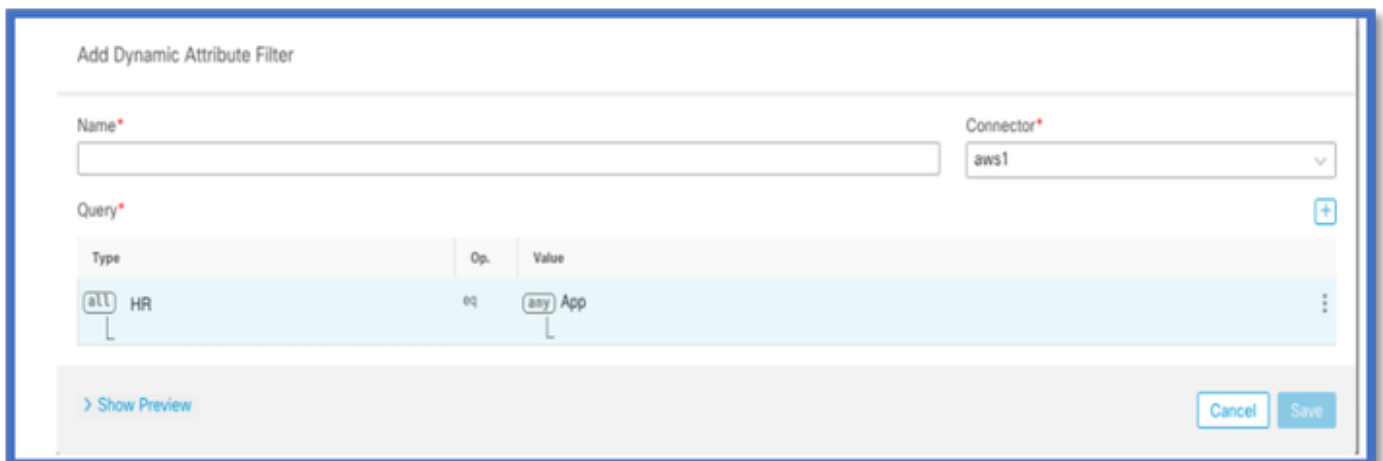 Add Dynamic Attribute Filter
Name* Connector*
aws1
Query*
Type Op. Value
all HR eq any App
> Show Preview Cancel Save